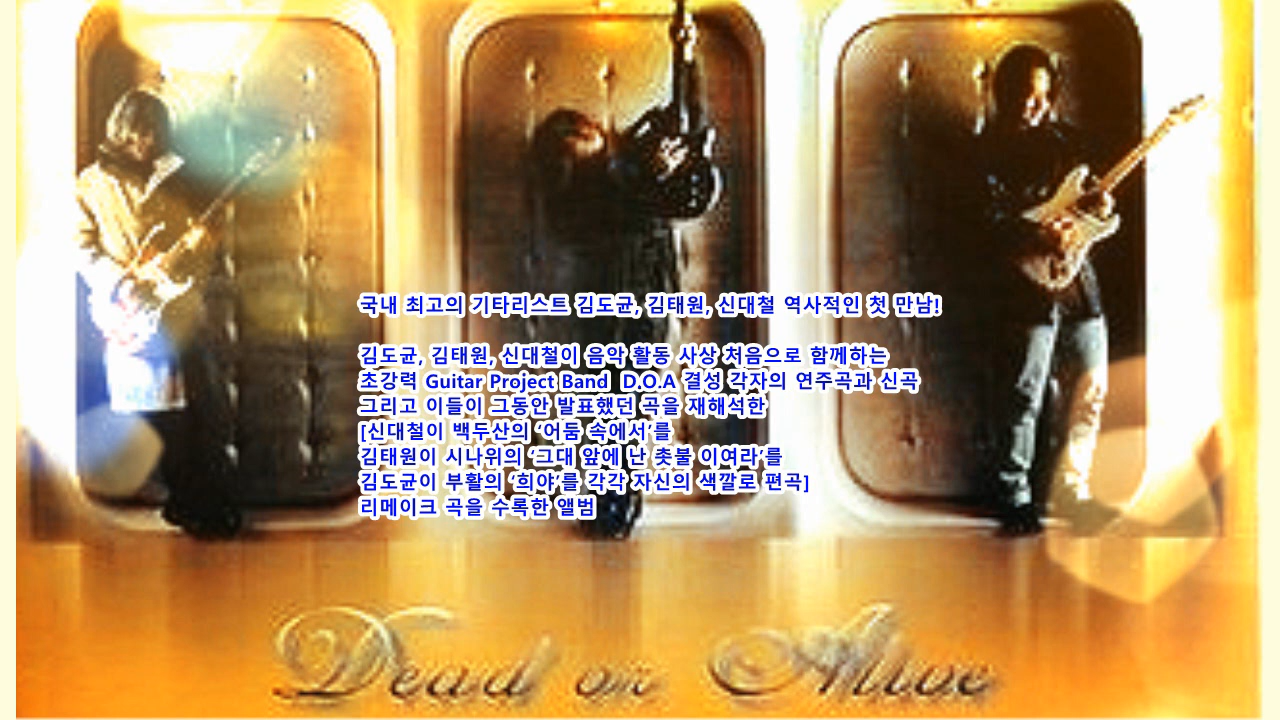 국내 최고의 기타리스트 김도균, 김태원, 신대철 역사적인 첫 만남!
김도균, 김태원, 신대철이 음악 활동 사상 처음으로 함께하는
초강력 Guitar Project Band D.O.A 결성 각자의 연주곡과 신곡
그리고 이들이 그동안 발표했던 곡을 재해석한
[신대철이 백두산의 '어둠 속에서'를
김태원이 시나위의 '그대 앞에 난 촛불 이여라'를
김도균이 부활의 '희야'를 각각 자신의 색깔로 편곡]
리메이크 곡을 수록한 앨범
Dead or Alive